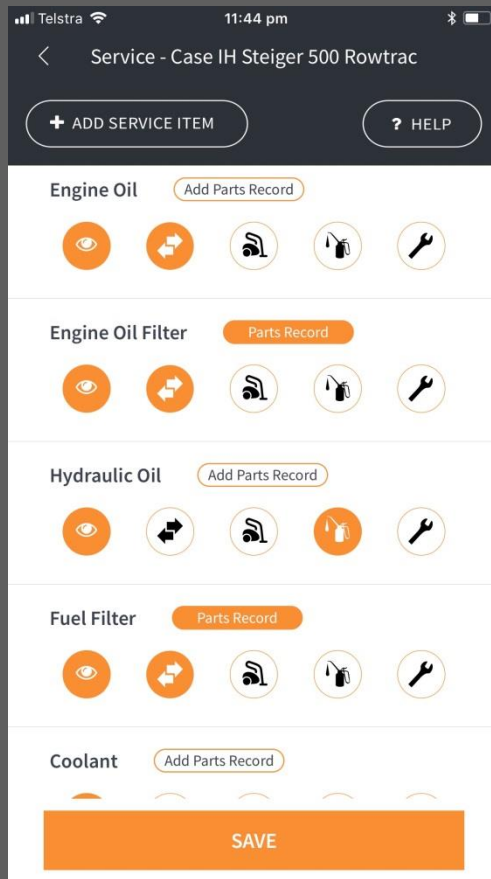 Telstra 11:44 pm
Service - Case IH Steiger 500 Rowtrac
+ ADD SERVICE ITEM ? HELP
Engine Oil Add Parts Record
Engine Oil Filter Parts Record
Hydraulic Oil Add Parts Record
Fuel Filter Parts Record
Coolant Add Parts Record
SAVE